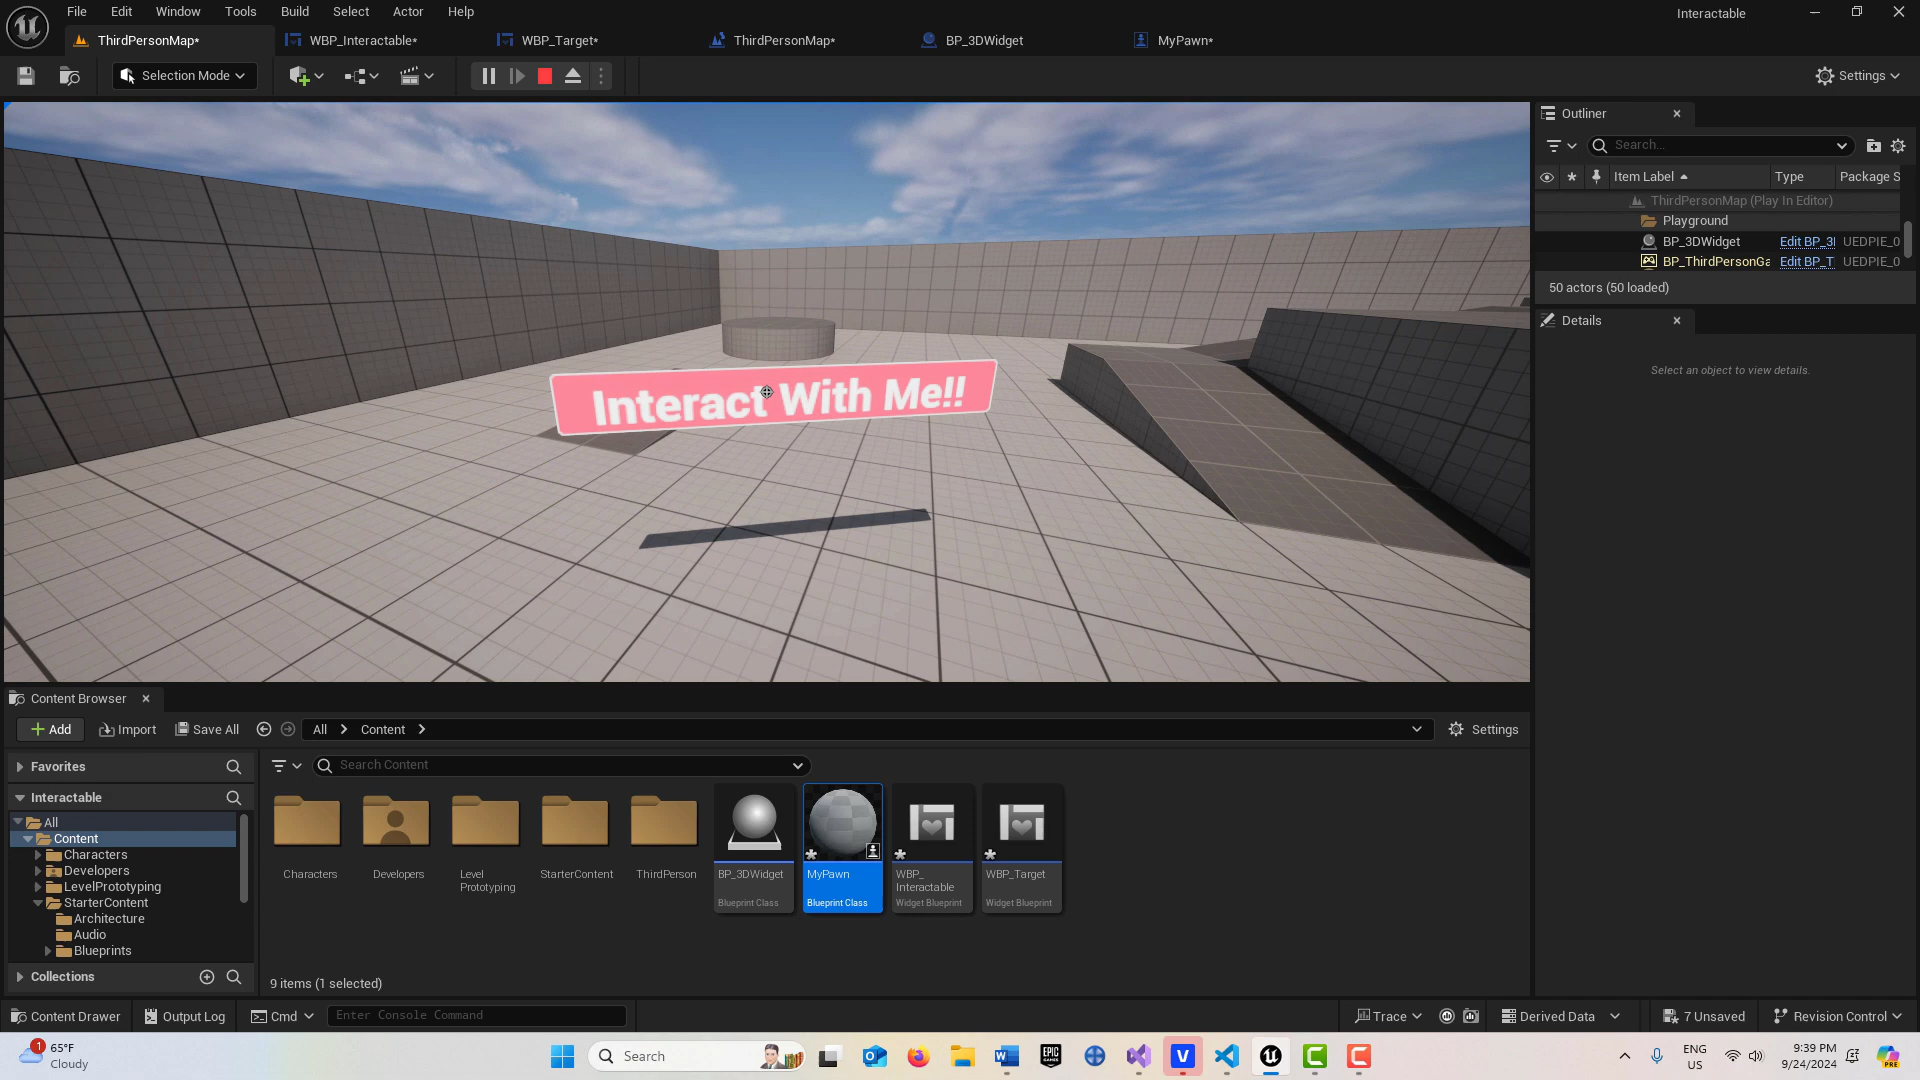 File Edit Window Tools Build Select Actor Help
Interactable
ThirdPersonMap*
WBP_Interactable*
WBP_Target*
ThirdPersonMap*
BP_3DWidget
MyPawn*
Selection Mode
Settings
Interact With Me!!
Outliner
Search...
Item Label Type Package S
ThirdPersonMap (Play In Editor)
Playground
BP_3DWidget Edit BP_3I UEDPIE_0
BP_ThirdPersonGa Edit BP_T UEDPIE_0
50 actors (50 loaded)
Details
Select an object to view details.
Content Browser
Add Import Save All All Content Settings
Favorites
Search Content
Interactable
All
Content
Characters
Developers
LevelPrototyping
StarterContent
Architecture
Audio
Blueprints
Collections
Characters
Developers
Level
Prototyping
StarterContent
ThirdPerson
BP_3DWidget
Blueprint Class
MyPawn
Blueprint Class
WBP_
Interactable
Widget Blueprint
WBP_Target
Widget Blueprint
9 items (1 selected)
Content Drawer Output Log Cmd Enter Console Command Trace Derived Data 7 Unsaved Revision Control
1
65°F
Cloudy
Search
EPIC
GAMES
V
ENG
US
9:39 PM
9/24/2024
PRE